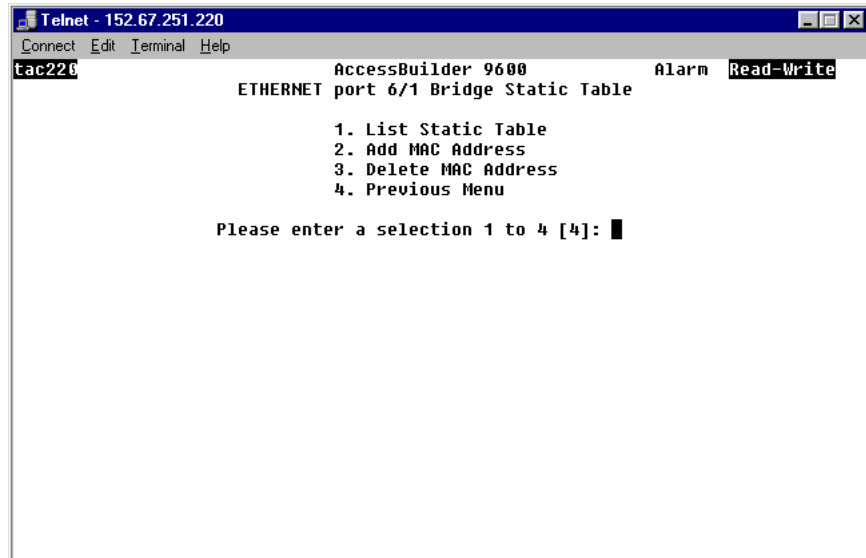 Telnet - 152.67.251.220
Connect Edit Terminal Help
tac220 AccessBuilder 9600 Alarm Read-Write
ETHERNET port 6/1 Bridge Static Table
1. List Static Table
2. Add MAC Address
3. Delete MAC Address
4. Previous Menu
Please enter a selection 1 to 4 [4]: